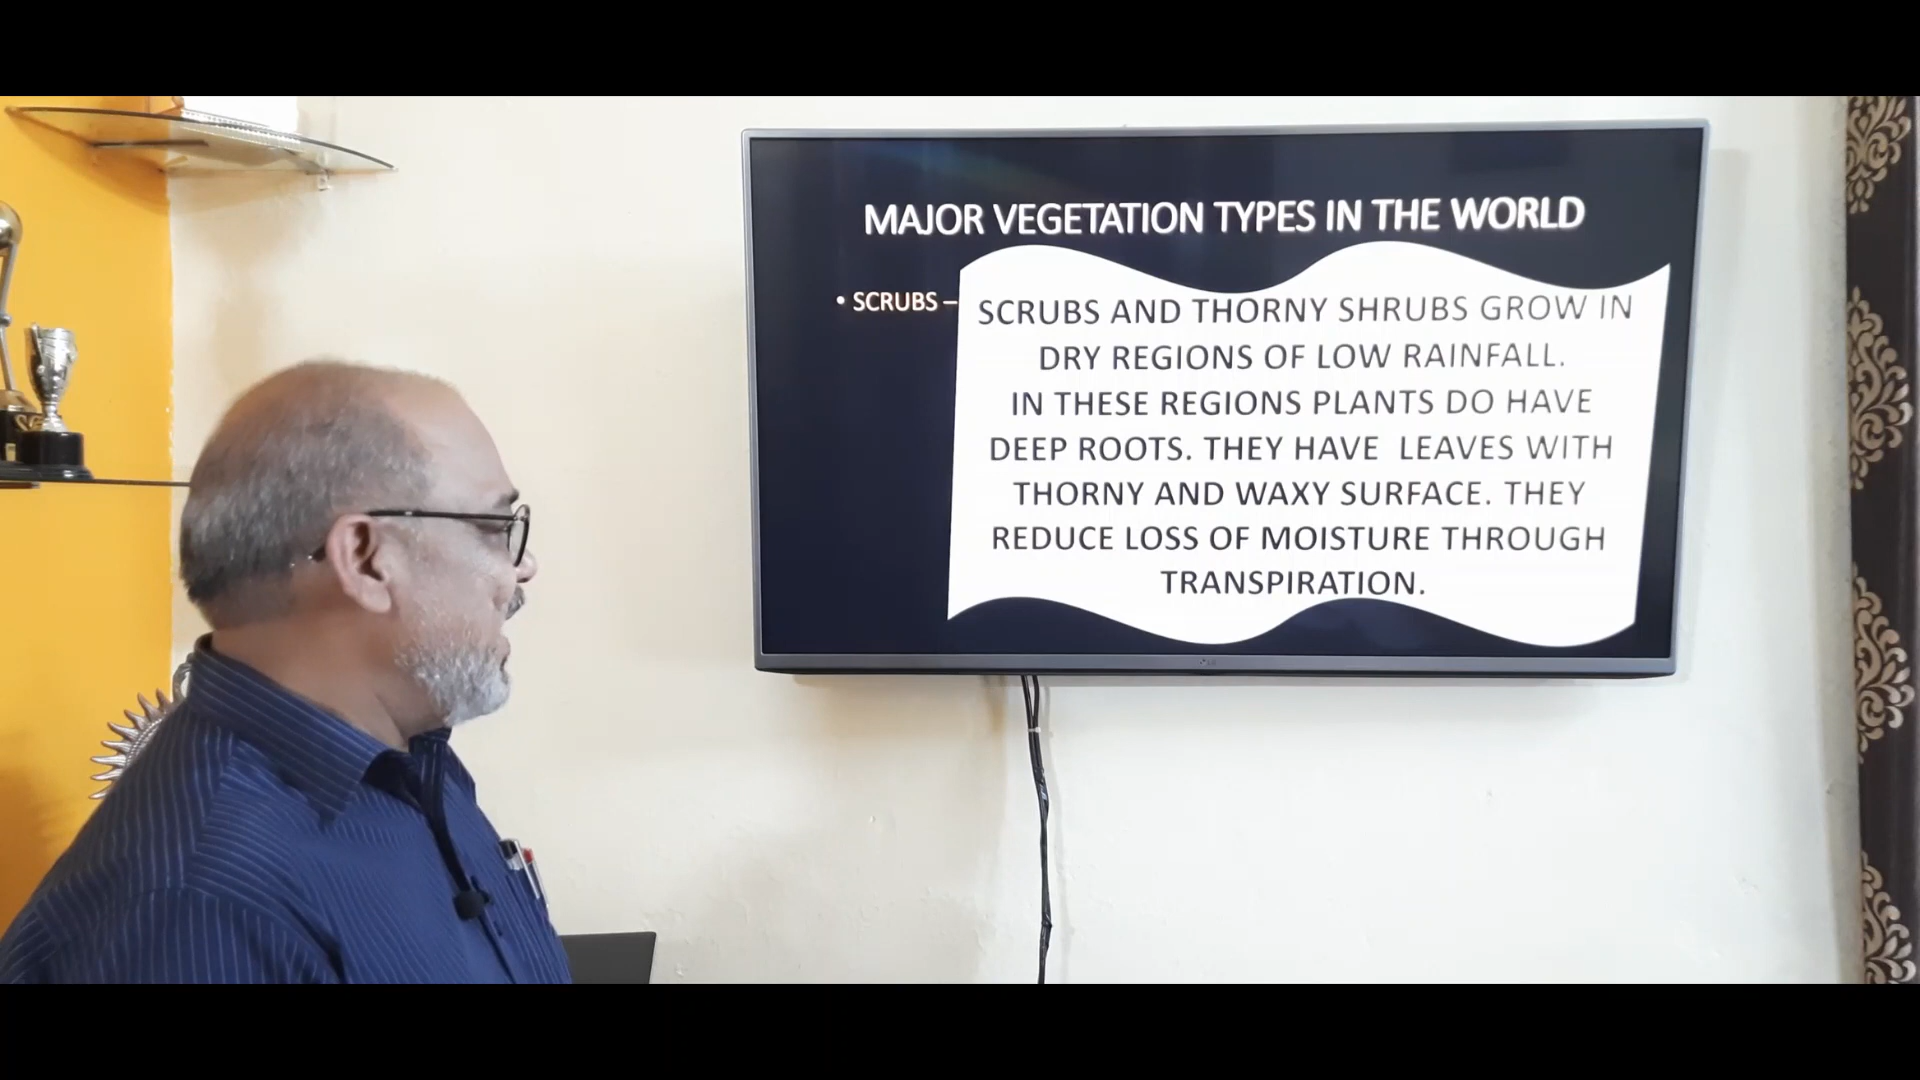 MAJOR VEGETATION TYPES IN THE WORLD
• SCRUBS –
SCRUBS AND THORNY SHRUBS GROW IN
DRY REGIONS OF LOW RAINFALL.
IN THESE REGIONS PLANTS DO HAVE
DEEP ROOTS. THEY HAVE LEAVES WITH
THORNY AND WAXY SURFACE. THEY
REDUCE LOSS OF MOISTURE THROUGH
TRANSPIRATION.
LG